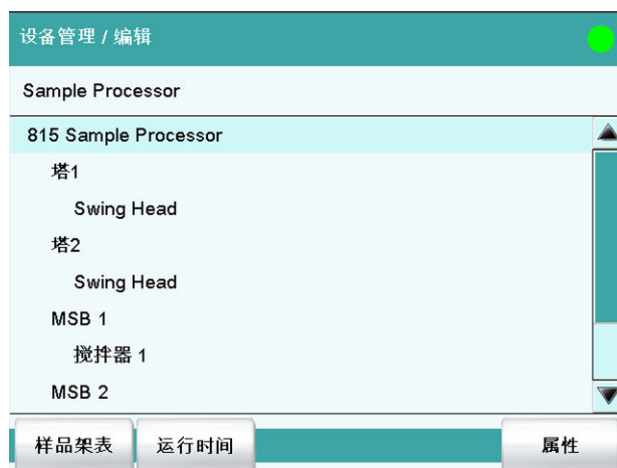 设备管理 / 编辑
Sample Processor
815 Sample Processor
塔1
Swing Head
塔2
Swing Head
MSB 1
搅拌器 1
MSB 2
样品架表 运行时间 属性